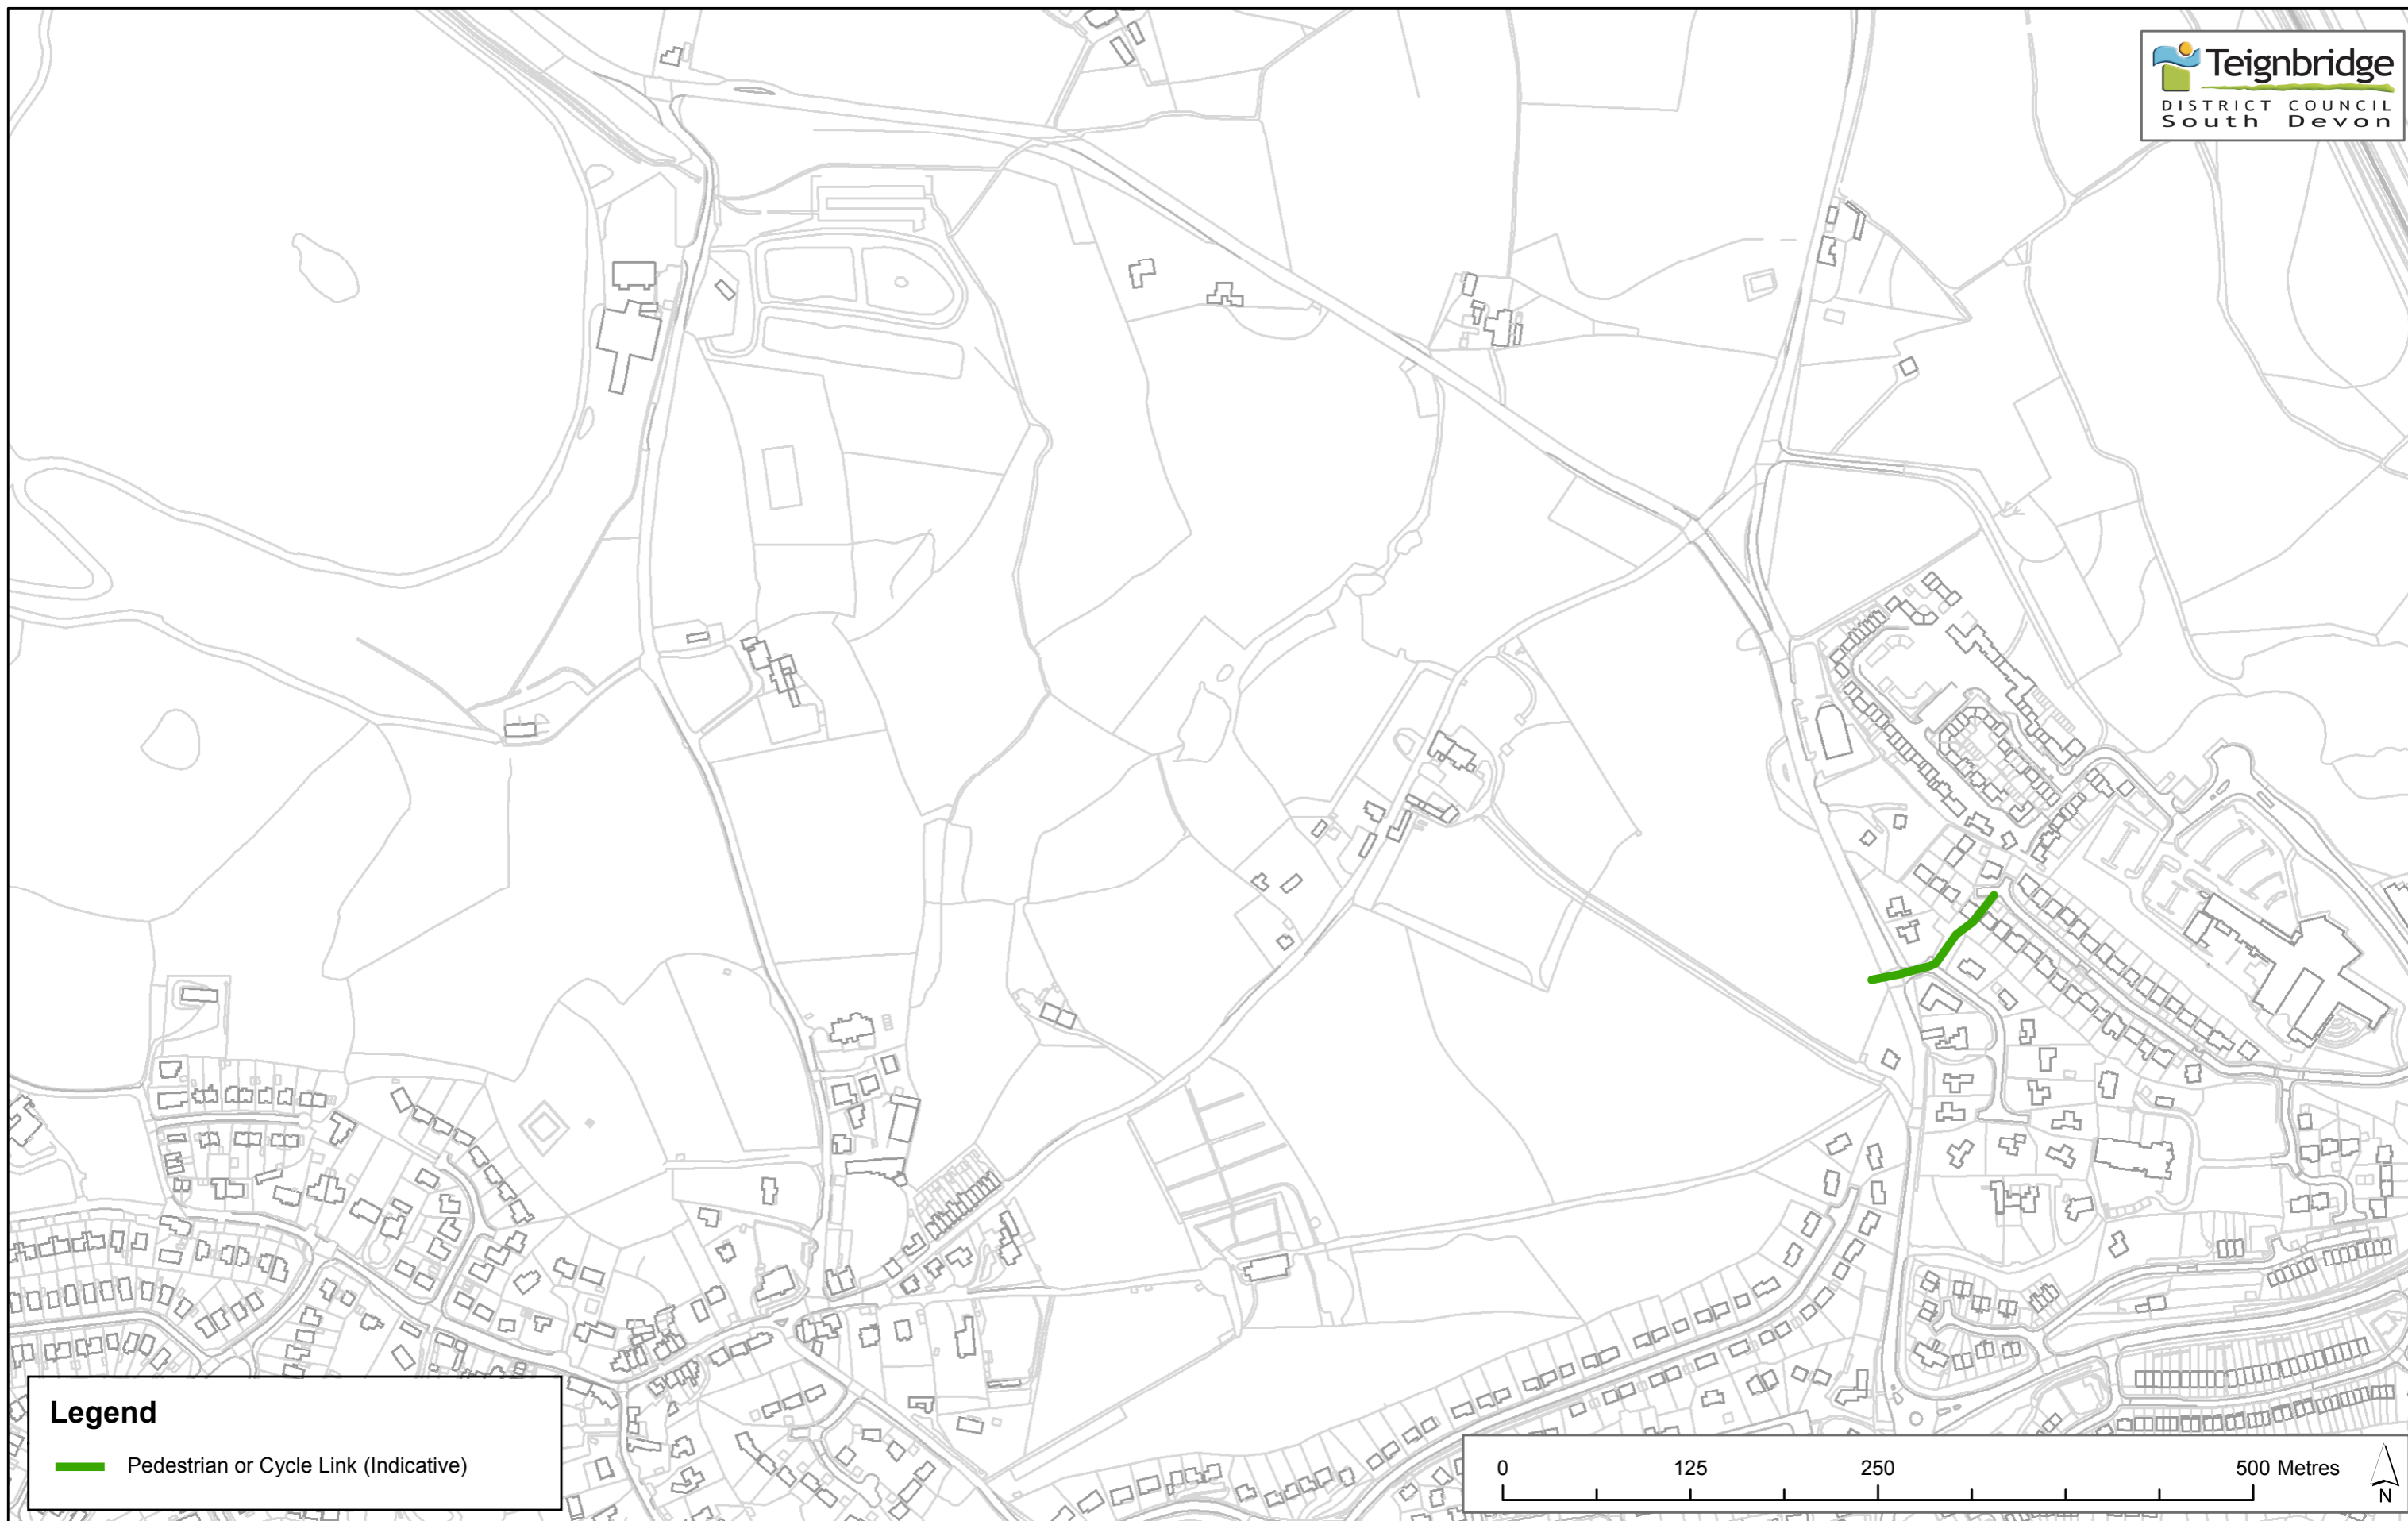 Teignbridge
DISTRICT COUNCIL
South Devon
Legend
Pedestrian or Cycle Link (Indicative)
0 125 250 500 Metres
N